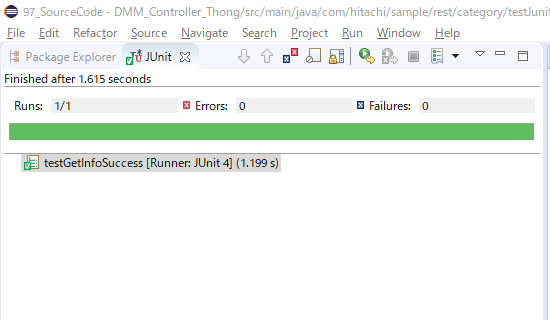 97_SourceCode - DMM_Controller_Thong/src/main/java/com/hitachi/sample/rest/category/testJuni
File Edit Refactor Source Navigate Search Project Run Window Help
Package Explorer JUnit
Finished after 1.615 seconds
Runs: 1/1 Errors: 0 Failures: 0
testGetInfoSuccess [Runner: JUnit 4] (1.199 s)